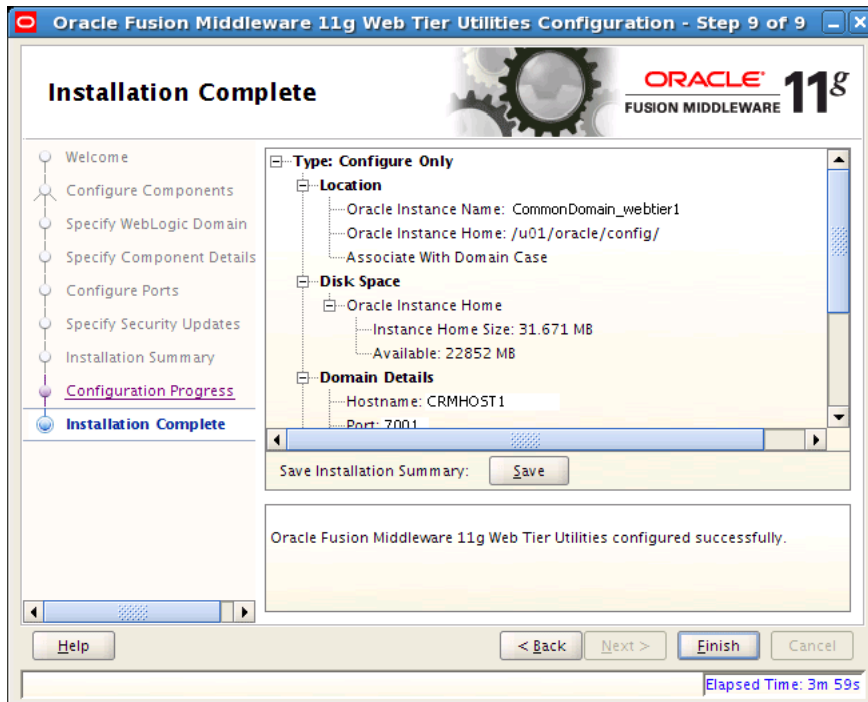 Oracle Fusion Middleware 11g Web Tier Utilities Configuration - Step 9 of 9
Installation Complete
ORACLE
FUSION MIDDLEWARE 11g
Welcome
Configure Components
Specify WebLogic Domain
Specify Component Details
Configure Ports
Specify Security Updates
Installation Summary
Configuration Progress
Installation Complete
Type: Configure Only
Location
Oracle Instance Name: CommonDomain_webtier1
Oracle Instance Home: /u01/oracle/config/
Associate With Domain Case
Disk Space
Oracle Instance Home
Instance Home Size: 31.671 MB
Available: 22852 MB
Domain Details
Hostname: CRMHOST1
Port: 7001
Save Installation Summary: Save
Oracle Fusion Middleware 11g Web Tier Utilities configured successfully.
Help < Back Next > Finish Cancel
Elapsed Time: 3m 59s